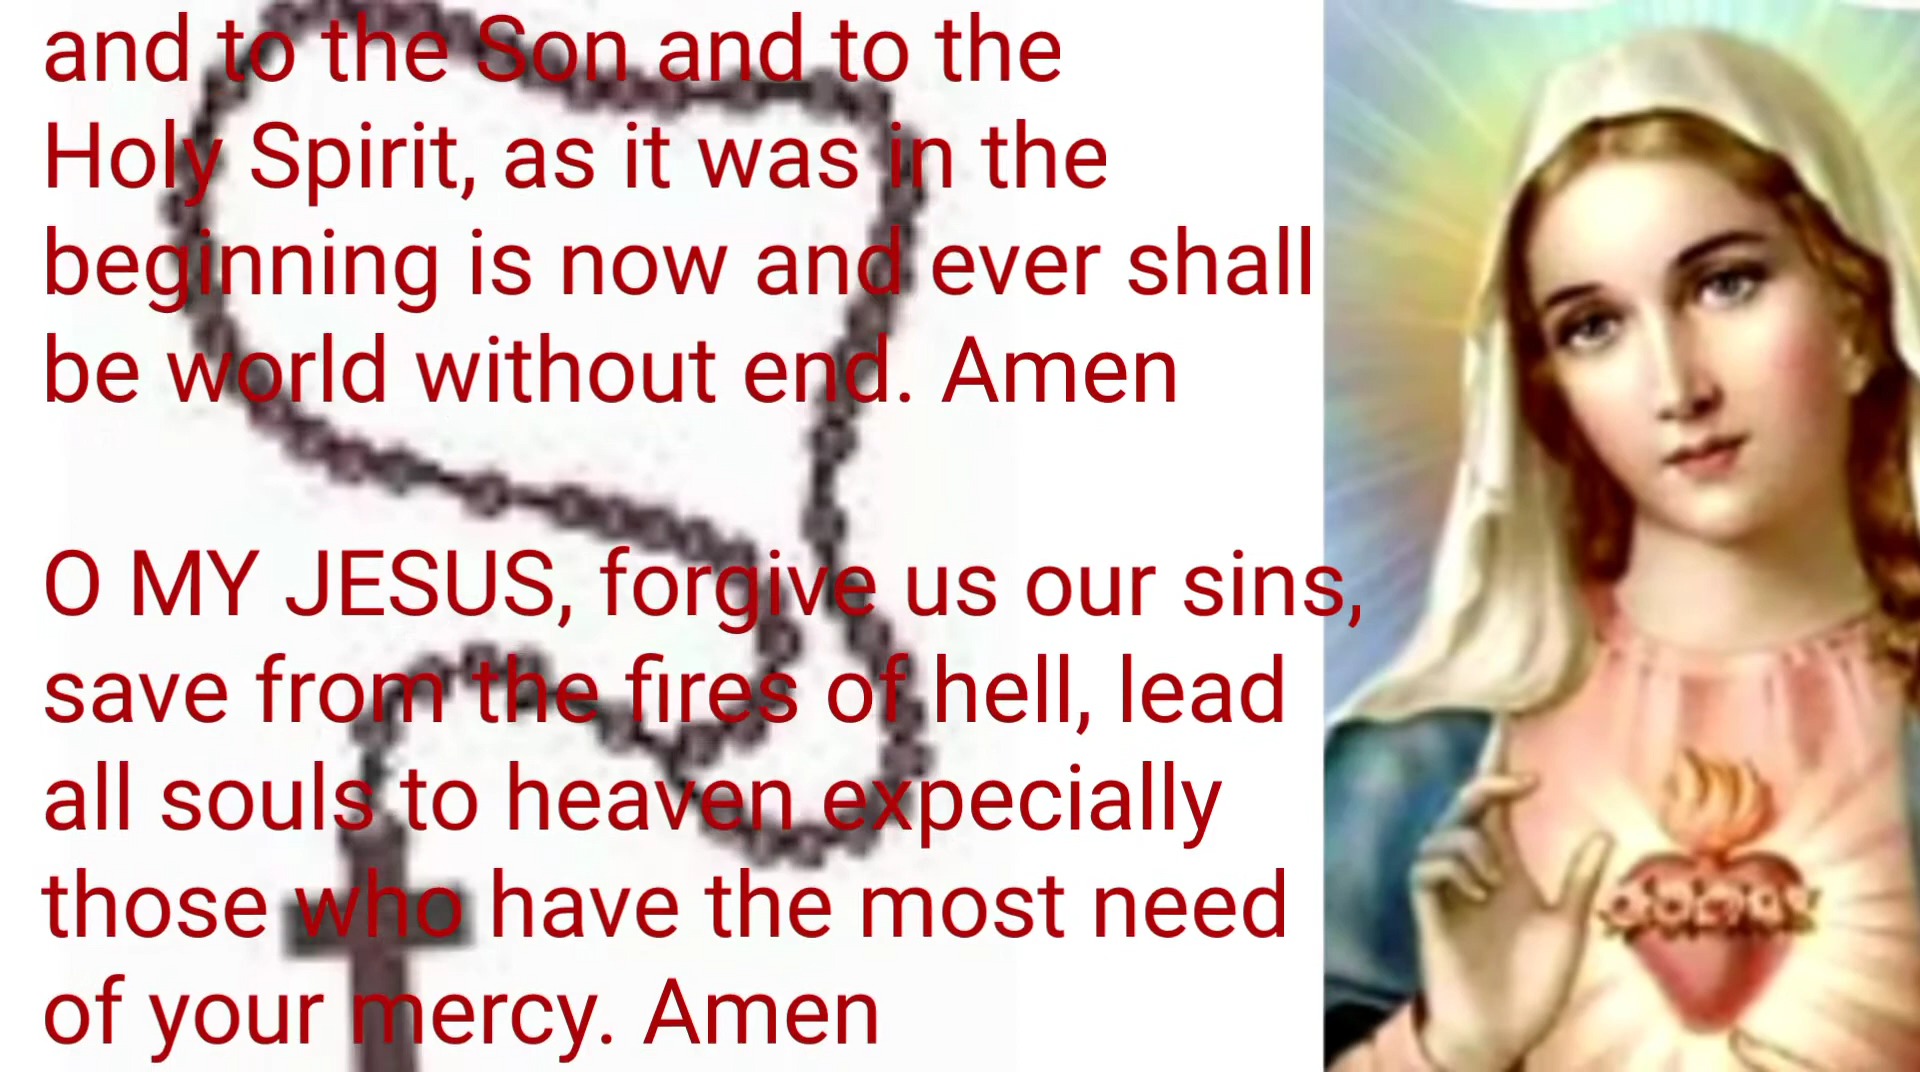 and to the Son and to the
Holy Spirit, as it was in the
beginning is now and ever shall
be world without end. Amen
O MY JESUS, forgive us our sins,
save from the fires of hell, lead
all souls to heaven expecially
those who have the most need
of your mercy. Amen